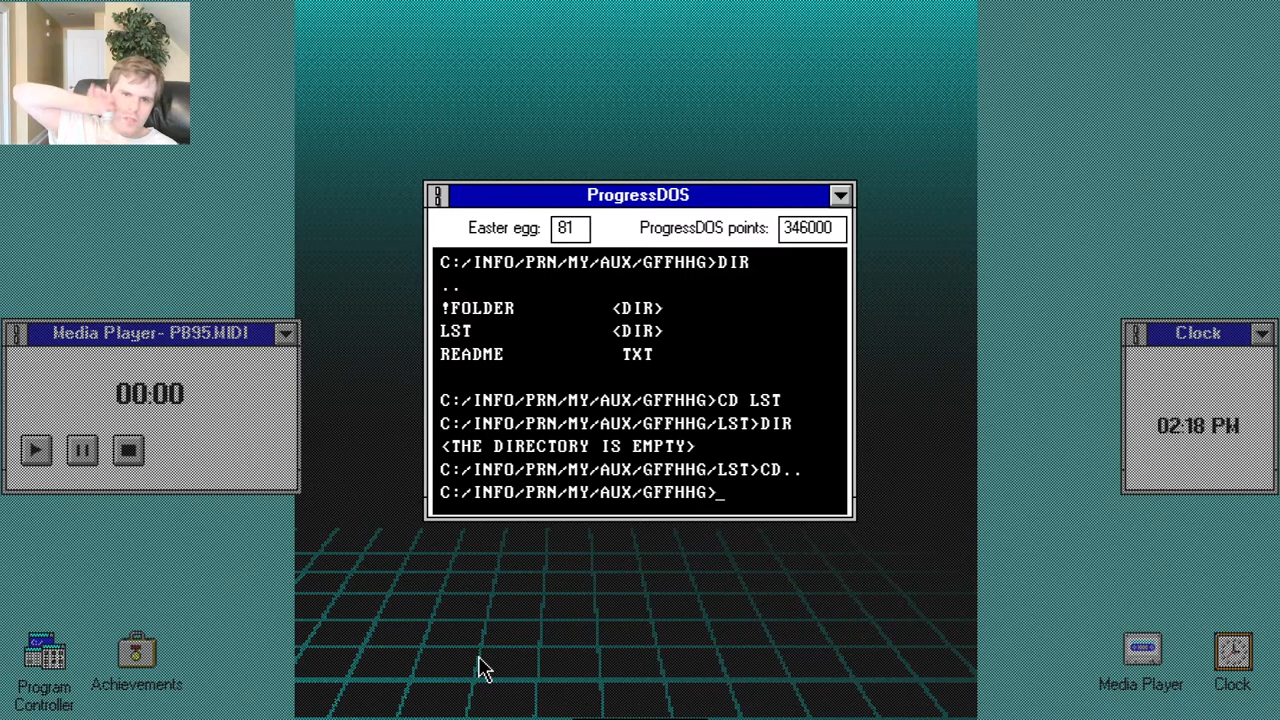 ProgressDOS
Easter egg: 81 ProgressDOS points: 346000
C:/INFO/PRN/MY/AUX/GFFHHG>DIR
..
!FOLDER <DIR>
LST <DIR>
README TXT
C:/INFO/PRN/MY/AUX/GFFHHG>CD LST
C:/INFO/PRN/MY/AUX/GFFHHG/LST>DIR
<THE DIRECTORY IS EMPTY>
C:/INFO/PRN/MY/AUX/GFFHHG/LST>CD..
C:/INFO/PRN/MY/AUX/GFFHHG>_
Media Player- PB95.MIDI
00:00
Clock
02:18 PM
Program
Controller
Achievements
Media Player
Clock